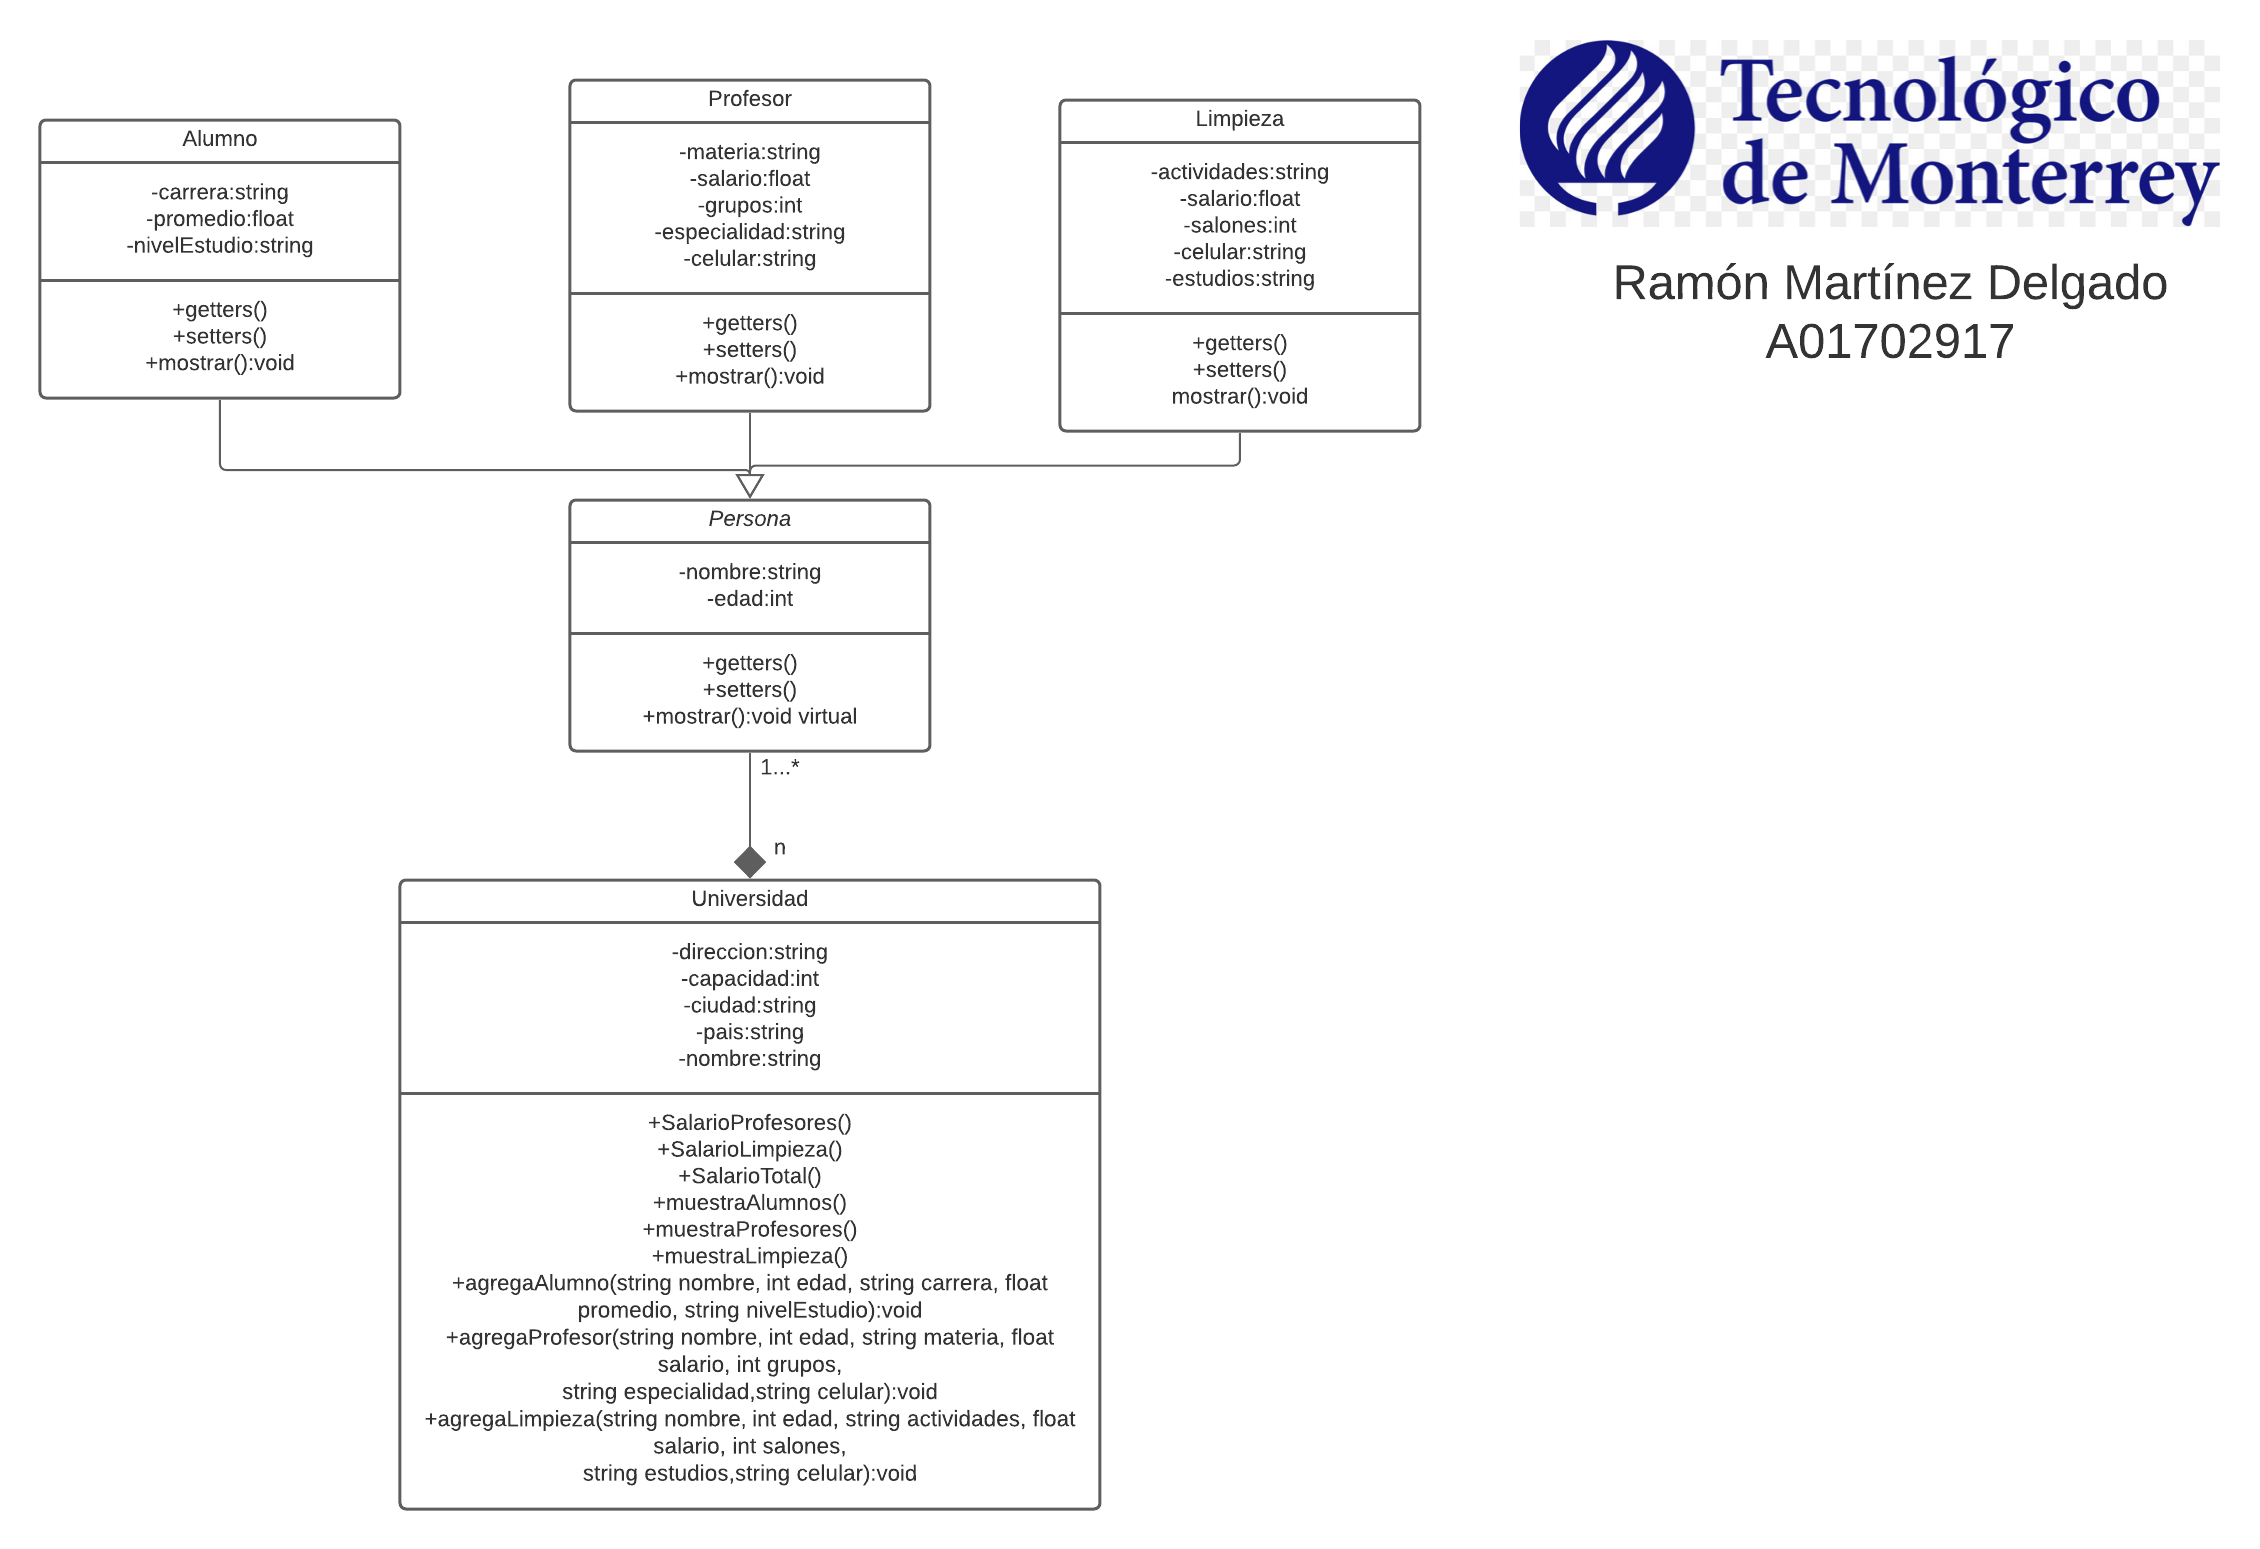 Alumno
-carrera:string
-promedio:float
-nivelEstudio:string
+getters()
+setters()
+mostrar():void
Profesor
-materia:string
-salario:float
-grupos:int
-especialidad:string
-celular:string
+getters()
+setters()
+mostrar():void
Limpieza
-actividades:string
-salario:float
-salones:int
-celular:string
-estudios:string
+getters()
+setters()
mostrar():void
Tecnológico
de Monterrey
Ramón Martínez Delgado
A01702917
Persona
-nombre:string
-edad:int
+getters()
+setters()
+mostrar():void virtual
1...*
n
Universidad
-direccion:string
-capacidad:int
-ciudad:string
-pais:string
-nombre:string
+SalarioProfesores()
+SalarioLimpieza()
+SalarioTotal()
+muestraAlumnos()
+muestraProfesores()
+muestraLimpieza()
+agregaAlumno(string nombre, int edad, string carrera, float
promedio, string nivelEstudio):void
+agregaProfesor(string nombre, int edad, string materia, float
salario, int grupos,
string especialidad,string celular):void
+agregaLimpieza(string nombre, int edad, string actividades, float
salario, int salones,
string estudios,string celular):void